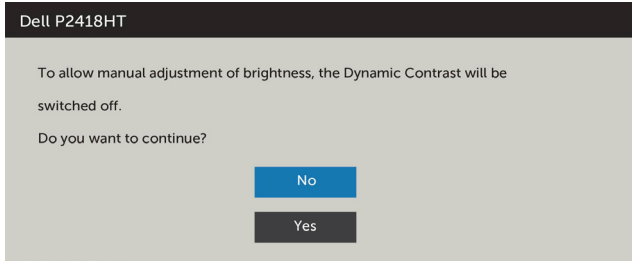 Dell P2418HT
To allow manual adjustment of brightness, the Dynamic Contrast will be
switched off.
Do you want to continue?
No
Yes